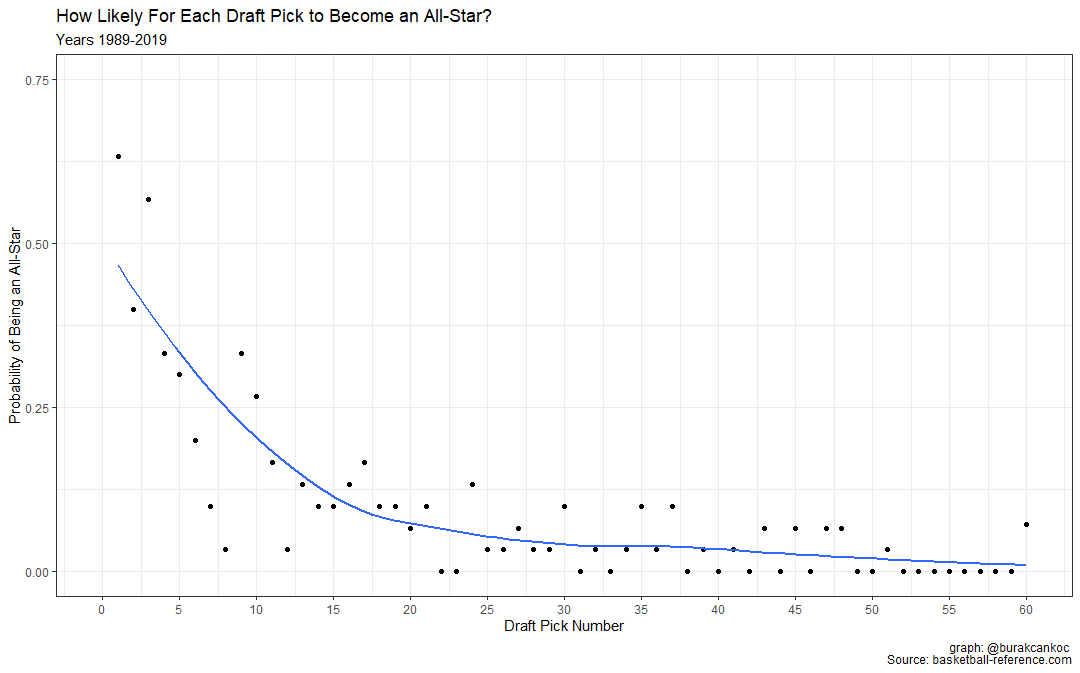 How Likely For Each Draft Pick to Become an All-Star?
Years 1989-2019
Probability of Being an All-Star
0.75
0.50
0.25
0.00
0 5 10 15 20 25 30 35 40 45 50 55 60
Draft Pick Number
graph: @burakcankoc
Source: basketball-reference.com